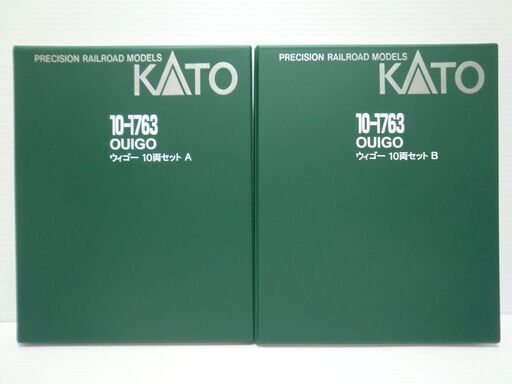 PRECISION RAILROAD MODELS
KATO
10-1763
OUIGO
ウィゴー 10両セット A
PRECISION RAILROAD MODELS
KATO
10-1763
OUIGO
ウィゴー 10両セット B